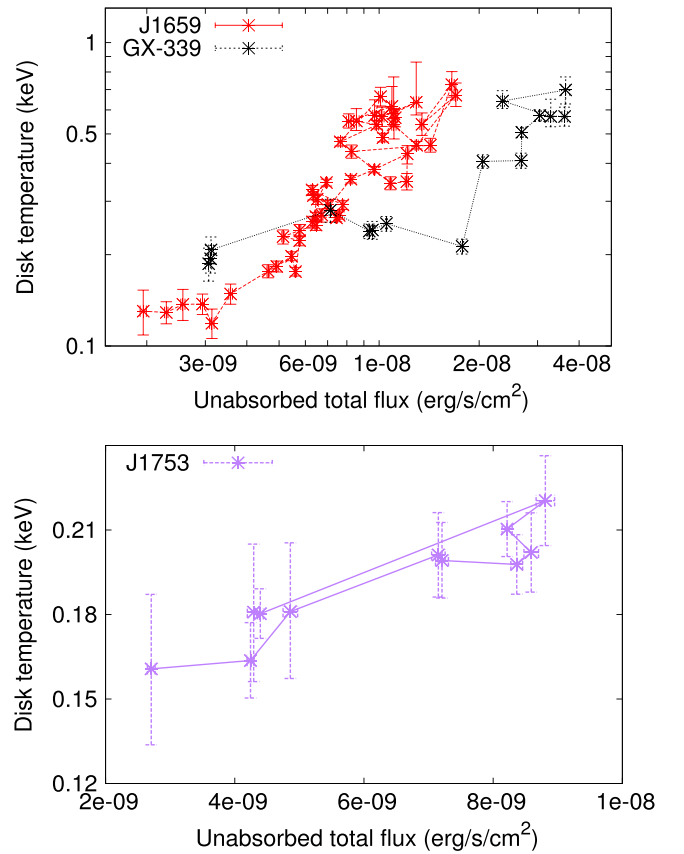 J1659
GX-339
1
0.5
0.1
Disk temperature (keV)
3e-09 6e-09 1e-08 2e-08 4e-08
Unabsorbed total flux (erg/s/cm²)
J1753
0.21
0.18
0.15
0.12
Disk temperature (keV)
2e-09 4e-09 6e-09 8e-09 1e-08
Unabsorbed total flux (erg/s/cm²)